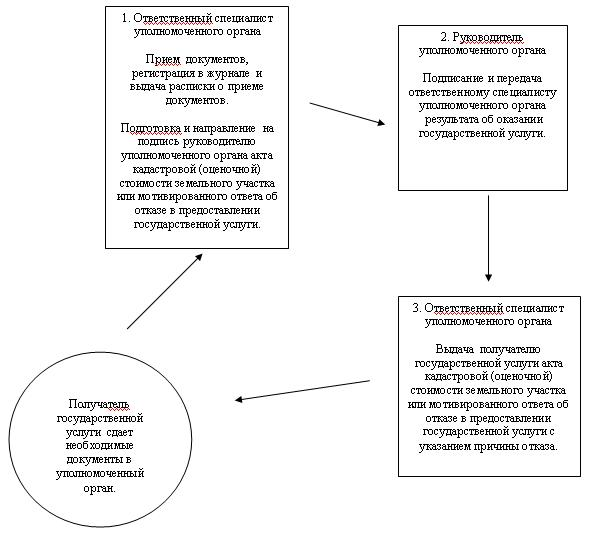 1. Ответственный специалист
уполномоченного органа
Прием документов,
регистрация в журнале и
выдача расписки о приеме
документов.
Подготовка и направление на
подпись руководителю
уполномоченного органа акта
кадастровой (оценочной)
стоимости земельного участка
или мотивированного ответа об
отказе в предоставлении
государственной услуги.
2. Руководитель
уполномоченного органа
Подписание и передача
ответственному специалисту
уполномоченного органа
результата об оказании
государственной услуги.
3. Ответственный специалист
уполномоченного органа
Выдача получателю
государственной услуги акта
кадастровой (оценочной)
стоимости земельного участка
или мотивированного ответа об
отказе в предоставлении
государственной услуги с
указанием причины отказа.
Получатель
государственной
услуги сдает
необходимые
документы в
уполномоченный
орган.